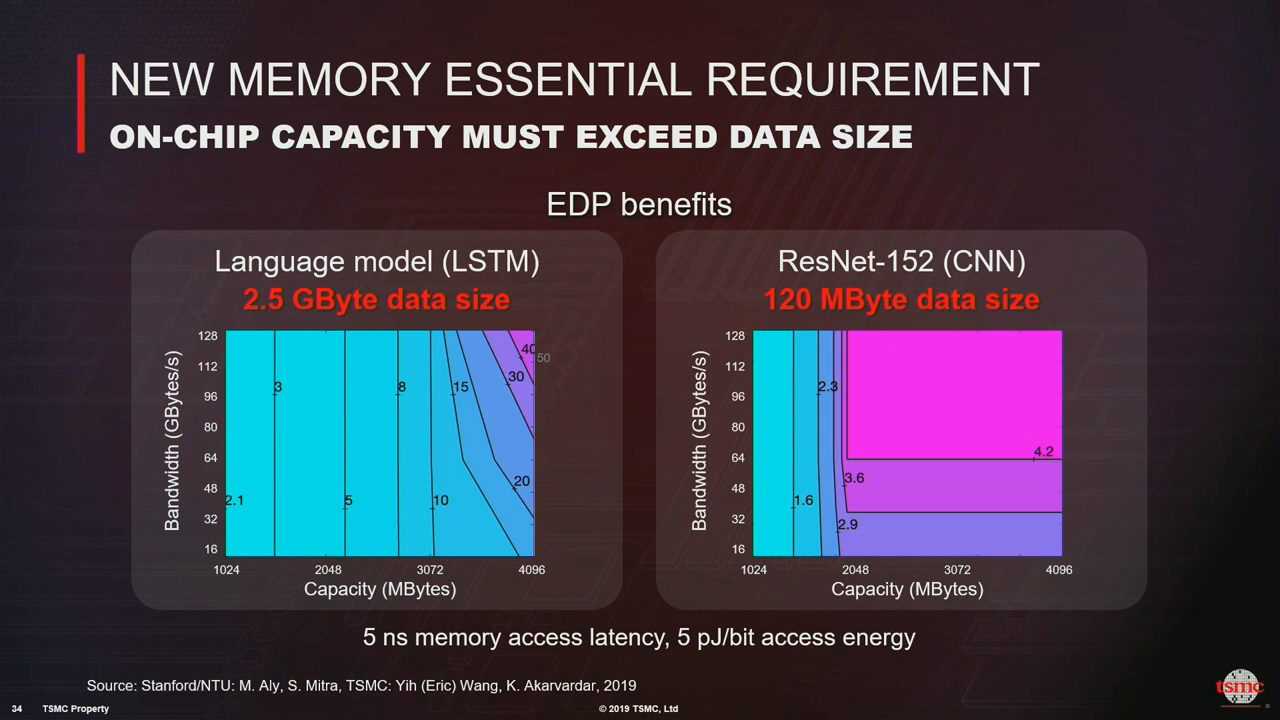 NEW MEMORY ESSENTIAL REQUIREMENT
ON-CHIP CAPACITY MUST EXCEED DATA SIZE
EDP benefits
Language model (LSTM)
2.5 GByte data size
Bandwidth (GBytes/s)
128
112
96
80
64
48
32
16
40
50
30
3
8
15
20
2.1
5
10
1024 2048 3072 4096
Capacity (MBytes)
ResNet-152 (CNN)
120 MByte data size
Bandwidth (GBytes/s)
128
112
96
80
64
48
32
16
2.3
4.2
3.6
1.6
2.9
1024 2048 3072 4096
Capacity (MBytes)
5 ns memory access latency, 5 pJ/bit access energy
Source: Stanford/NTU: M. Aly, S. Mitra, TSMC: Yih (Eric) Wang, K. Akarvardar, 2019
tsmc
34 TSMC Property © 2019 TSMC, Ltd